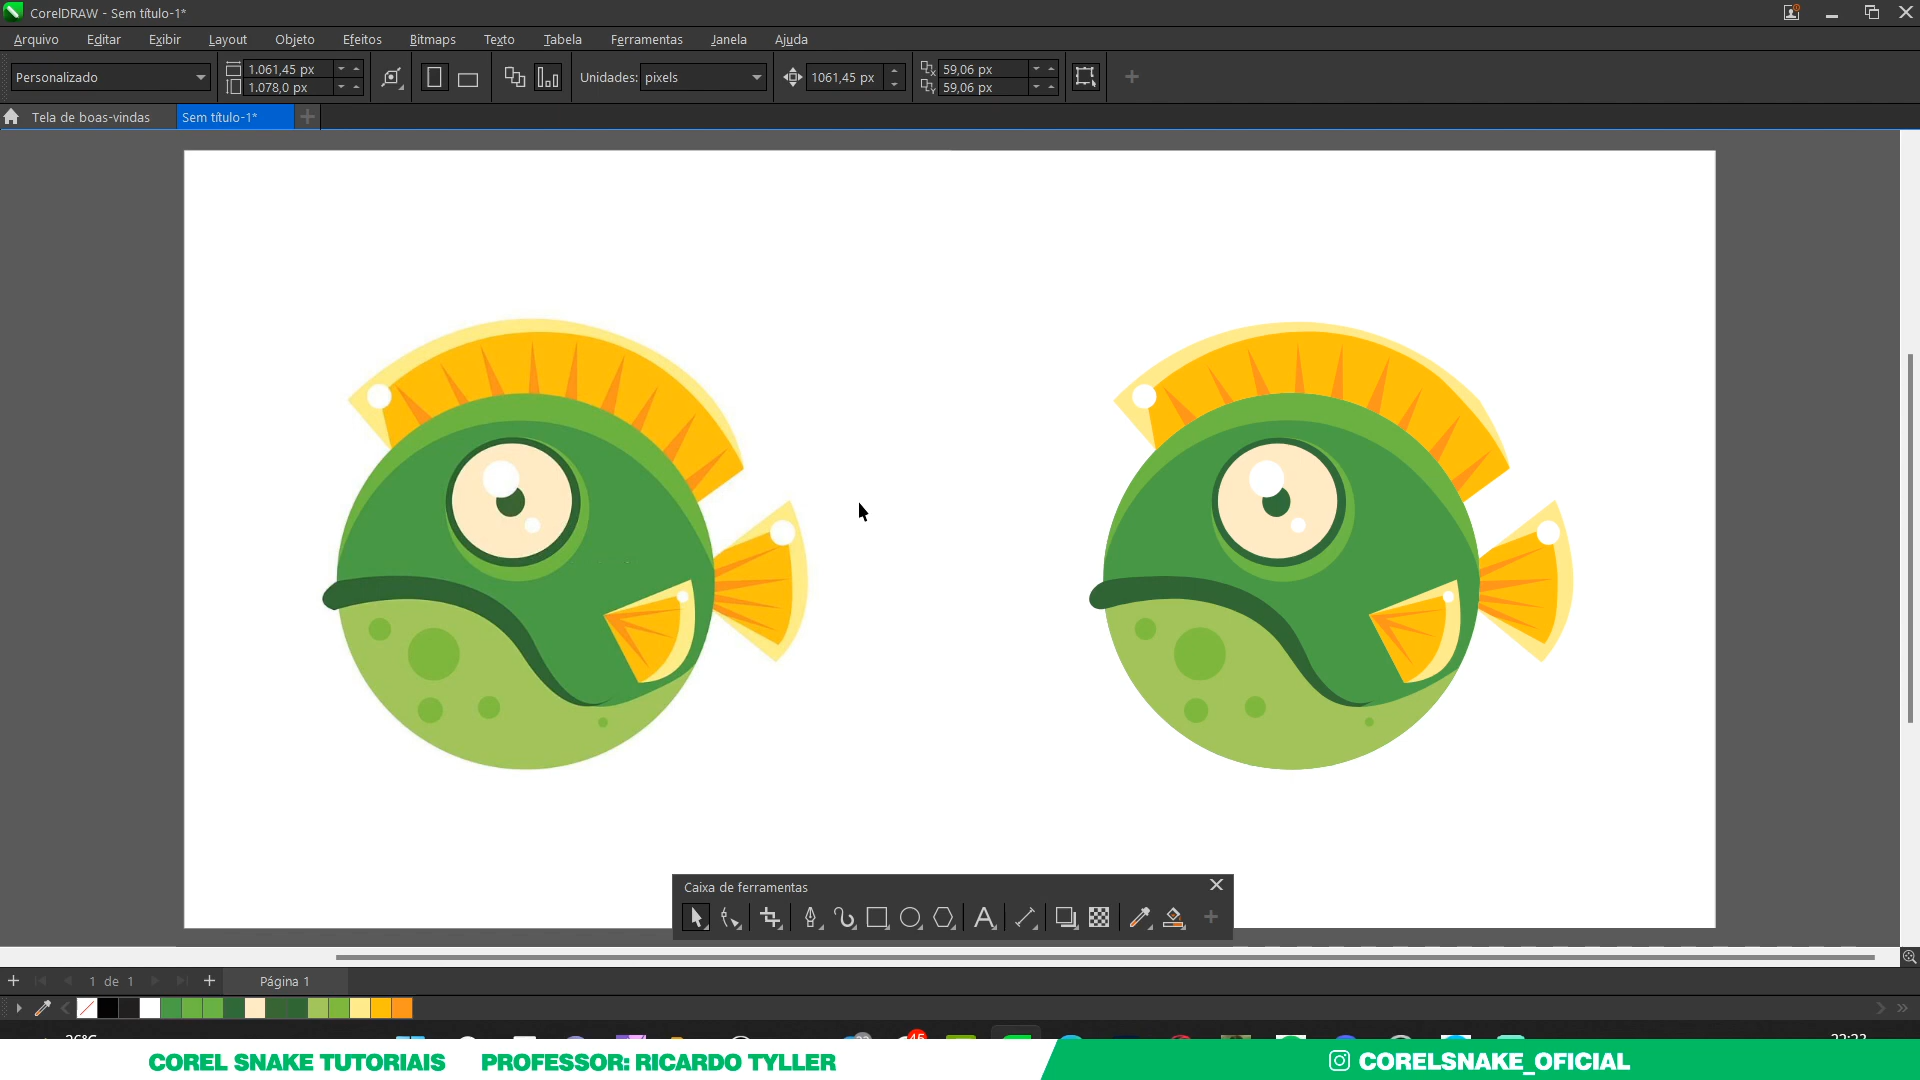 CorelDRAW - Sem título-1*
Arquivo Editar Exibir Layout Objeto Efeitos Bitmaps Texto Tabela Ferramentas Janela Ajuda
Personalizado
1.061,45 px
1.078,0 px
Unidades: pixels
1061,45 px
59,06 px
59,06 px
Tela de boas-vindas
Sem título-1*
Caixa de ferramentas
1 de 1
Página 1
COREL SNAKE TUTORIAIS PROFESSOR: RICARDO TYLLER
CORELSNAKE_OFICIAL